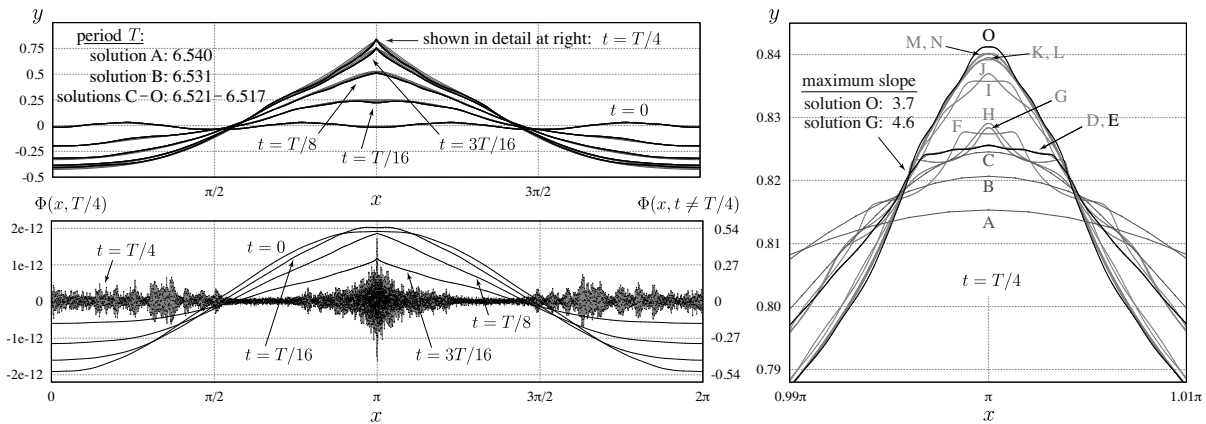 y
period T:
solution A: 6.540
solution B: 6.531
solutions C-O: 6.521-6.517
shown in detail at right: t = T/4
0.75
0.5
0.25
0
-0.25
-0.5
t = 0
t = T/8
t = T/16
t = 3T/16
π/2
π
3π/2
x
Φ(x, T/4)
Φ(x, t ≠ T/4)
2e-12
1e-12
0
-1e-12
-2e-12
0.54
0.27
0
-0.27
-0.54
t = T/4
t = 0
t = T/8
t = T/16
t = 3T/16
0
π/2
π
3π/2
2π
x
y
0.84
0.83
0.82
0.81
0.80
0.79
O
M, N
K, L
J
I
maximum slope
solution O: 3.7
solution G: 4.6
G
H
F
D, E
C
B
A
t = T/4
0.99π
π
1.01π
x